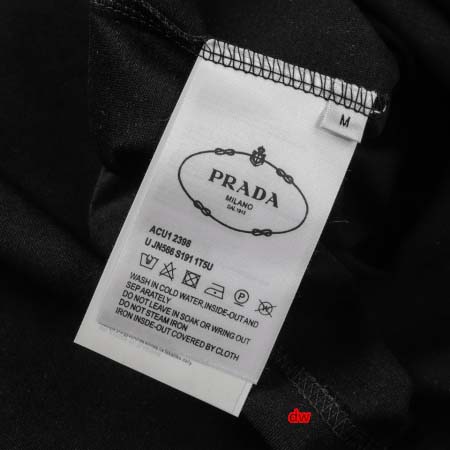 M
PRADA
MILANO
DAL 1913
ACU1 2398
UJN566 S191 1T5U
WASH IN COLD WATER,INSIDE-OUT AND
SEPARATELY
DO NOT LEAVE IN SOAK OR WRING OUT
DO NOT STEAM IRON
IRON INSIDE-OUT COVERED BY CLOTH
dw